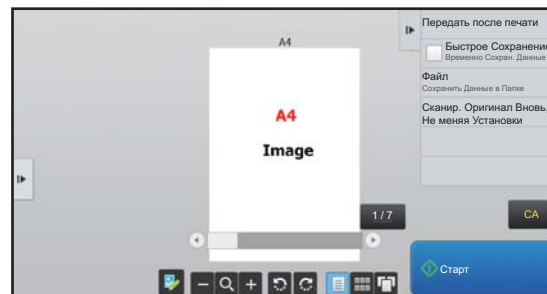 A4
A4
Image
1 / 7
Передать после печати
Быстрое Сохранение
Временно Сохран. Данные
Файл
Сохранить Данные в Папке
Сканир. Оригинал Вновь,
Не меняя Установки
CA
Старт